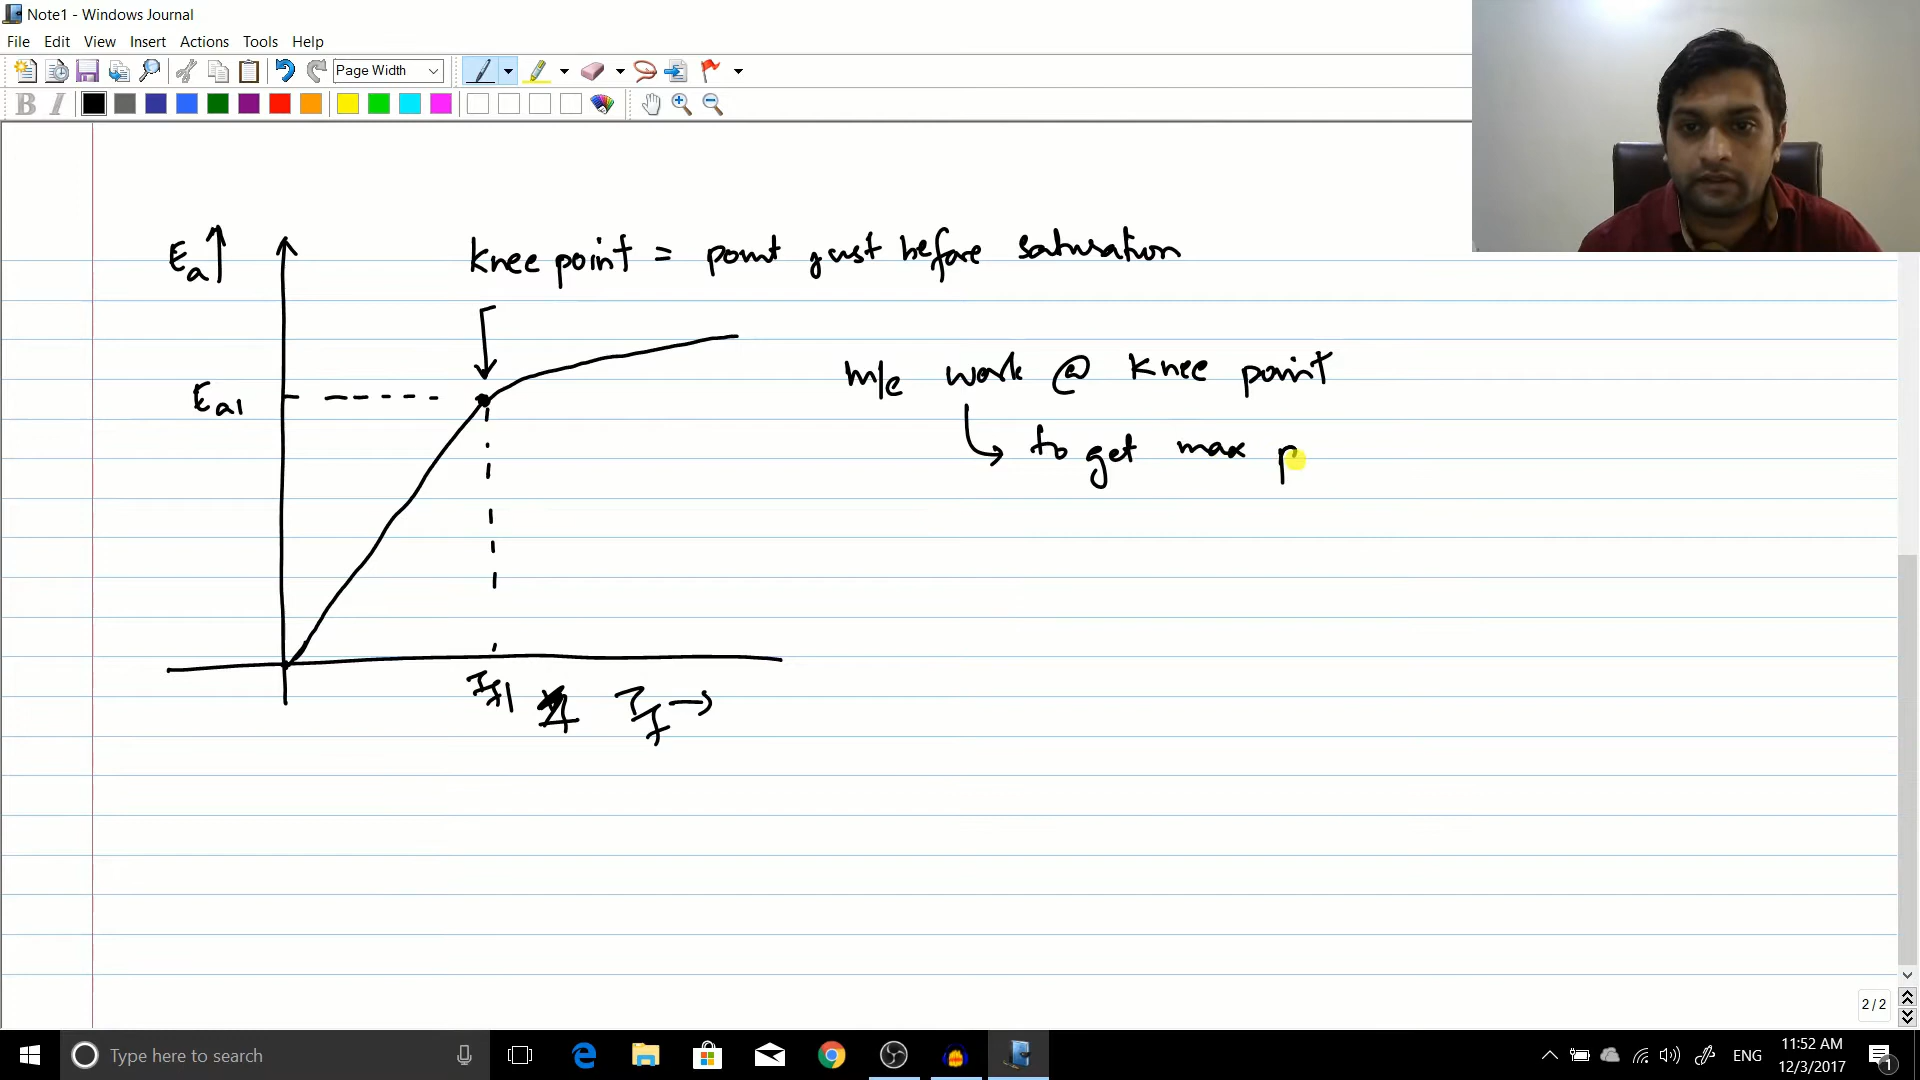 Note1 - Windows Journal
File Edit View Insert Actions Tools Help
Page Width
B I
Ea
knee point = point just before saturation
m/c work @ knee point
Ea1
to get max p
If1
If
2 / 2
Type here to search
ENG
11:52 AM
12/3/2017
1